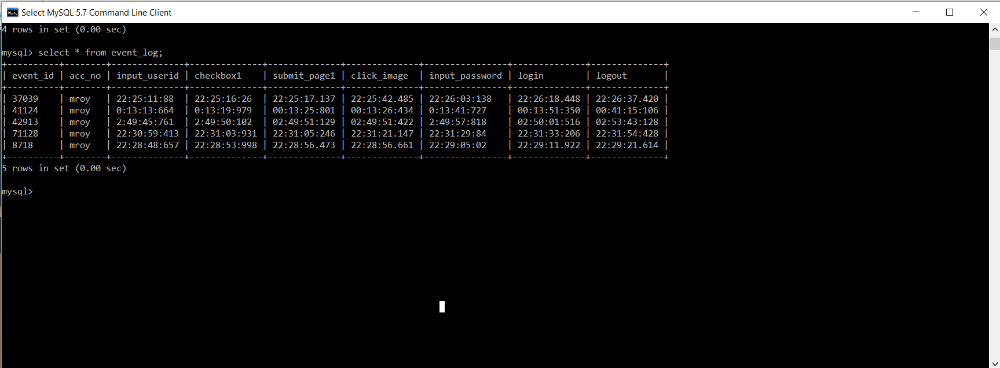 Select MySQL 5.7 Command Line Client
4 rows in set (0.00 sec)
mysql> select * from event_log;
+----------+--------+--------------+-------------+--------------+--------------+----------------+--------------+--------------+
| event_id | acc_no | input_userid | checkbox1    | submit_page1 | click_image  | input_password | login        | logout       |
+----------+--------+--------------+-------------+--------------+--------------+----------------+--------------+--------------+
| 37039    | mroy   | 22:25:11:88  | 22:25:16:26  | 22:25:17.137 | 22:25:42.485 | 22:26:03:138   | 22:26:18.448 | 22:26:37.420 |
| 41124    | mroy   | 0:13:13:664  | 0:13:19:979  | 00:13:25:801 | 00:13:26:434 | 0:13:41:727    | 00:13:51:350 | 00:41:15:106 |
| 42913    | mroy   | 2:49:45:761  | 2:49:50:102  | 02:49:51:129 | 02:49:51:422 | 2:49:57:818    | 02:50:01:516 | 02:53:43:128 |
| 71128    | mroy   | 22:30:59:413 | 22:31:03:931 | 22:31:05:246 | 22:31:21.147 | 22:31:29:84    | 22:31:33:206 | 22:31:54:428 |
| 8718     | mroy   | 22:28:48:657 | 22:28:53:998 | 22:28:56.473 | 22:28:56.661 | 22:29:05:02    | 22:29:11.922 | 22:29:21.614 |
+----------+--------+--------------+-------------+--------------+--------------+----------------+--------------+--------------+
5 rows in set (0.00 sec)
mysql>